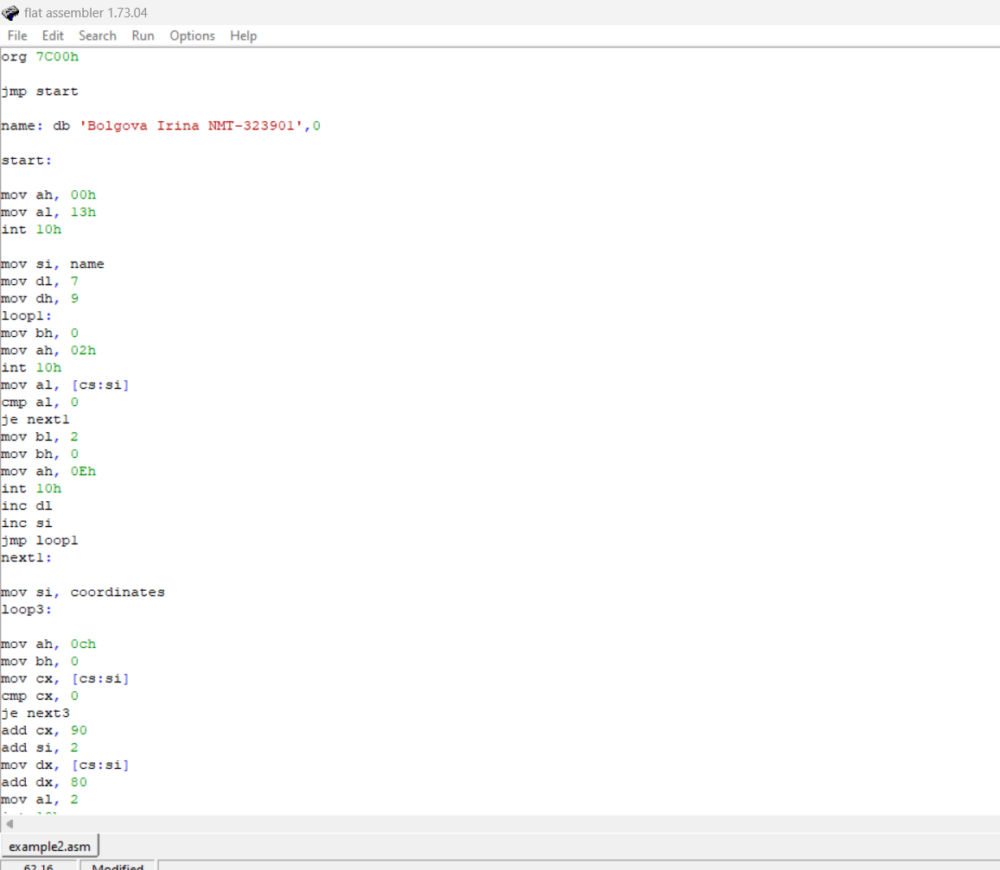 flat assembler 1.73.04
File Edit Search Run Options Help
org 7C00h
jmp start
name: db 'Bolgova Irina NMT-323901',0
start:
mov ah, 00h
mov al, 13h
int 10h
mov si, name
mov dl, 7
mov dh, 9
loop1:
mov bh, 0
mov ah, 02h
int 10h
mov al, [cs:si]
cmp al, 0
je next1
mov bl, 2
mov bh, 0
mov ah, 0Eh
int 10h
inc dl
inc si
jmp loop1
next1:
mov si, coordinates
loop3:
mov ah, 0ch
mov bh, 0
mov cx, [cs:si]
cmp cx, 0
je next3
add cx, 90
add si, 2
mov dx, [cs:si]
add dx, 80
mov al, 2
example2.asm
62,16 Modified